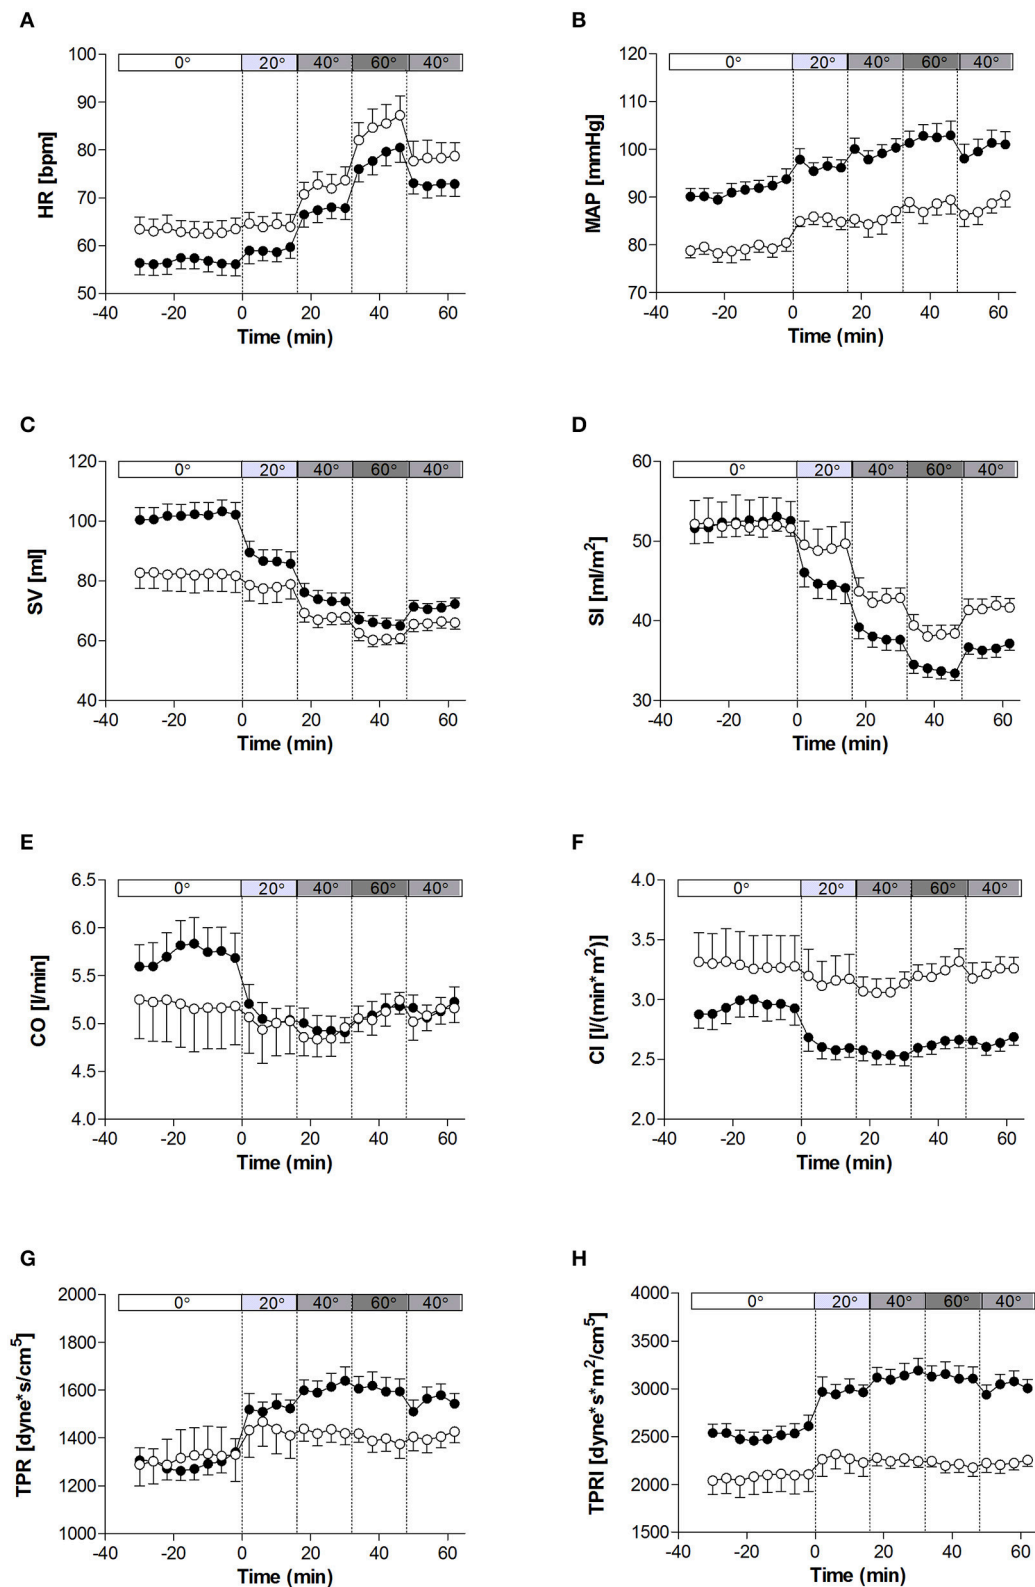 A
B
0° 20° 40° 60° 40°
0° 20° 40° 60° 40°
100
90
80
70
60
50
HR [bpm]
-40 -20 0 20 40 60
Time (min)
120
110
100
90
80
70
MAP [mmHg]
-40 -20 0 20 40 60
Time (min)
C
D
0° 20° 40° 60° 40°
0° 20° 40° 60° 40°
120
100
80
60
40
SV [ml]
-40 -20 0 20 40 60
Time (min)
60
50
40
30
SI [ml/m²]
-40 -20 0 20 40 60
Time (min)
E
F
0° 20° 40° 60° 40°
0° 20° 40° 60° 40°
6.5
6.0
5.5
5.0
4.5
4.0
CO [l/min]
-40 -20 0 20 40 60
Time (min)
4.0
3.5
3.0
2.5
2.0
CI [l/(min*m²)]
-40 -20 0 20 40 60
Time (min)
G
H
0° 20° 40° 60° 40°
0° 20° 40° 60° 40°
2000
1800
1600
1400
1200
1000
TPR [dyne*s/cm⁵]
-40 -20 0 20 40 60
Time (min)
4000
3500
3000
2500
2000
1500
TPRI [dyne*s*m²/cm⁵]
-40 -20 0 20 40 60
Time (min)